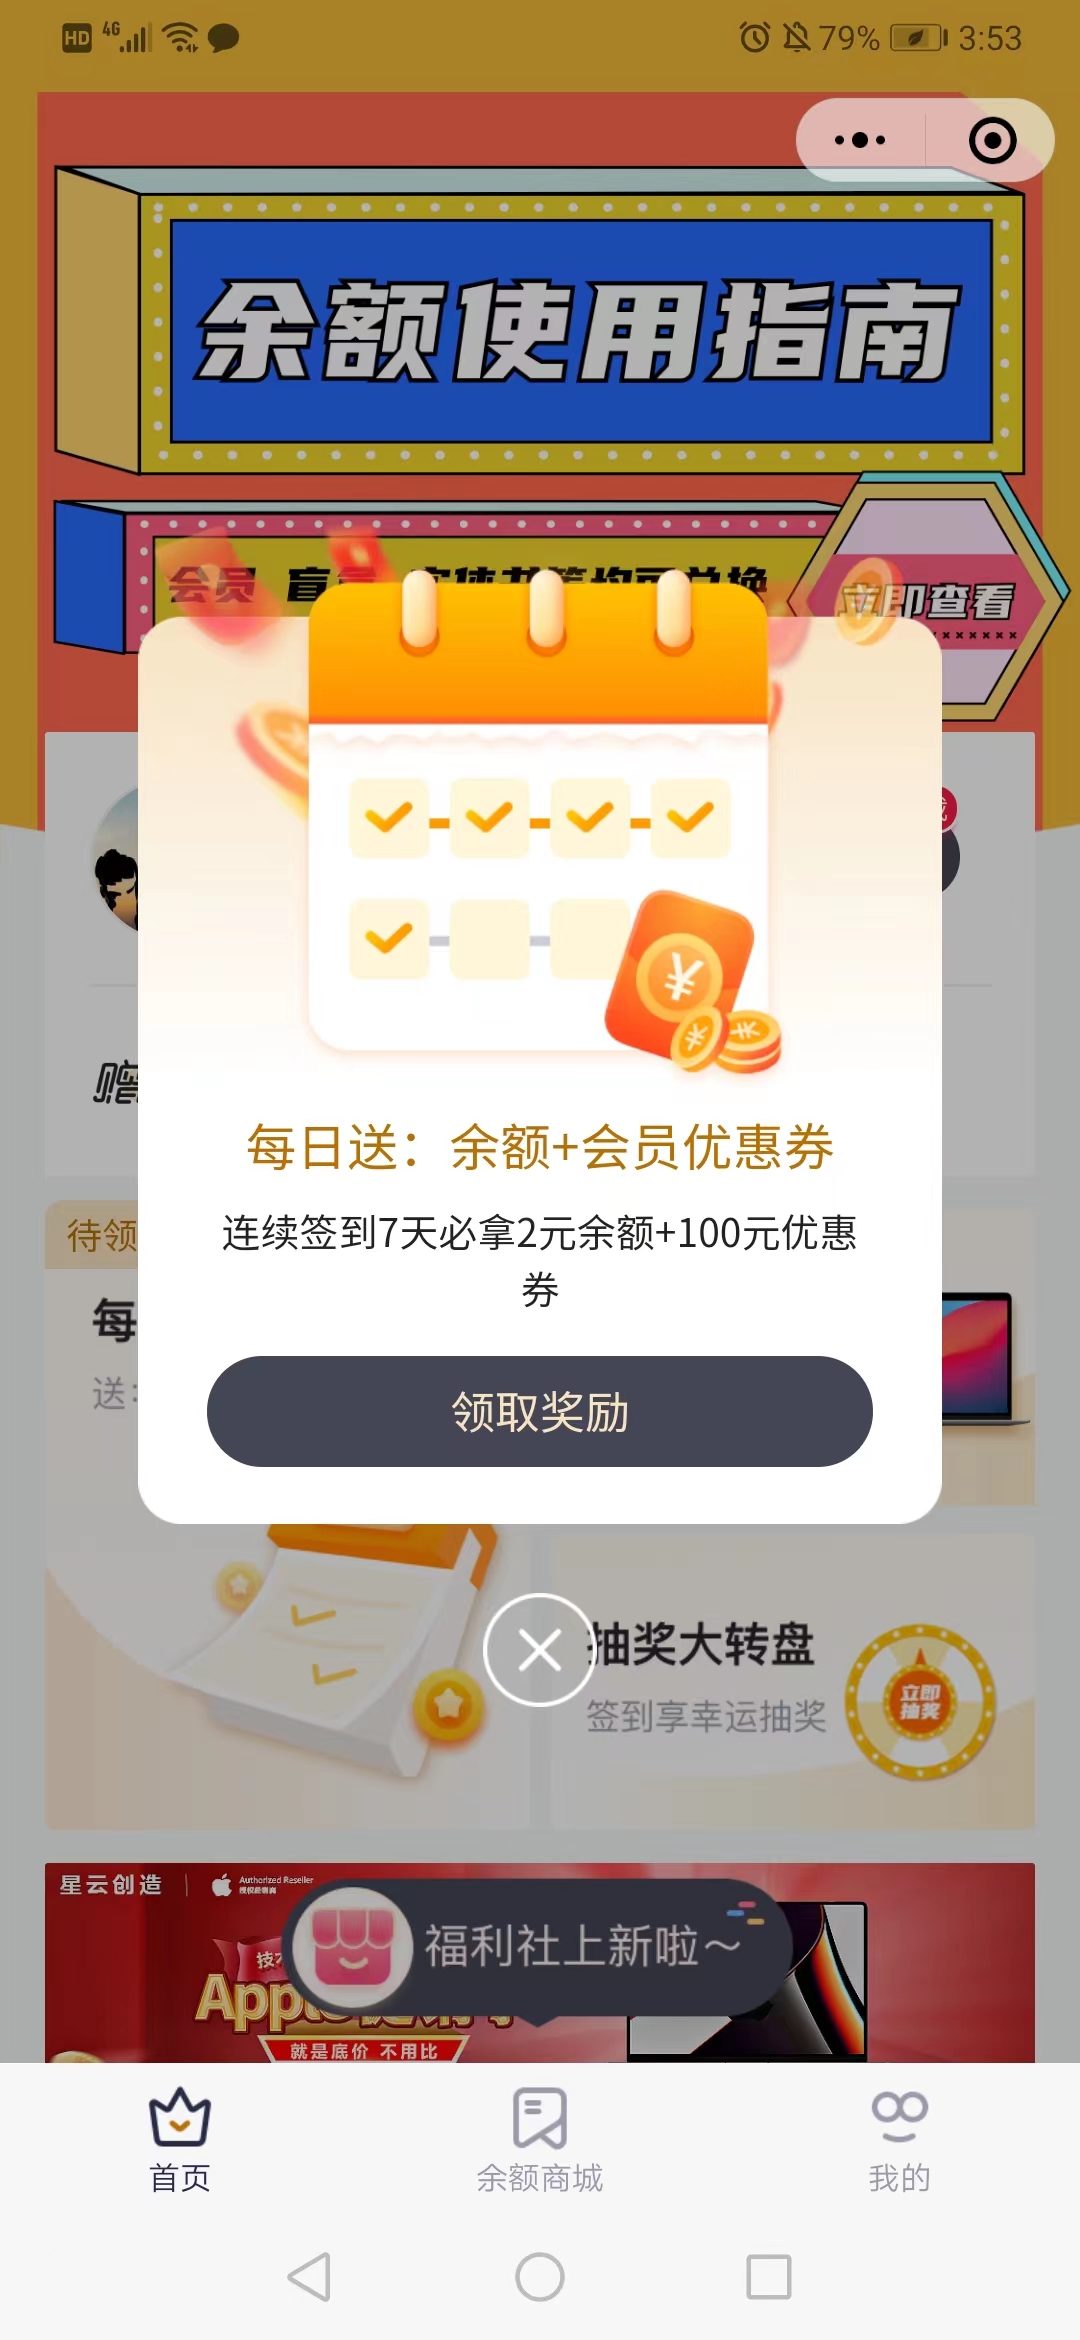 HD 4G 79% 3:53
余额使用指南
会员
立即查看
每日送：余额+会员优惠券
连续签到7天必拿2元余额+100元优惠
券
领取奖励
待领
每
送：
抽奖大转盘
签到享幸运抽奖
立即
抽奖
星云创造
Authorized Reseller
授权经销商
福利社上新啦～
就是底价 不用比
首页
余额商城
我的